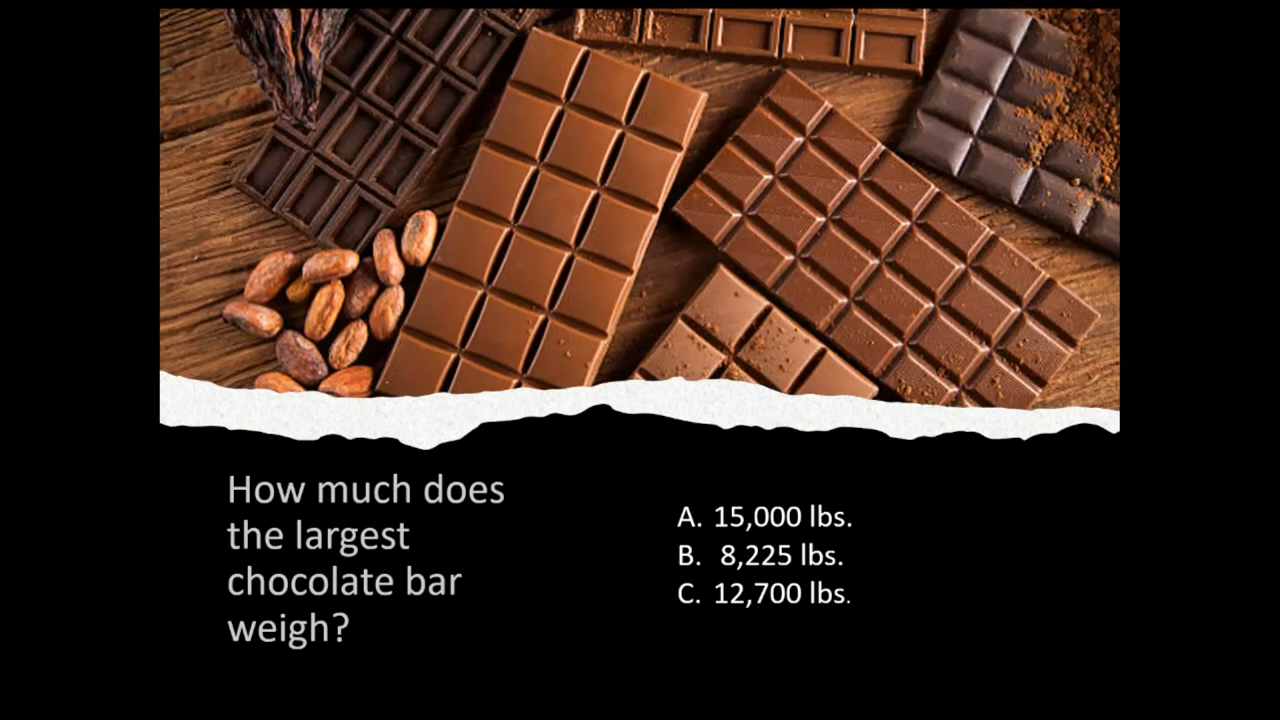 How much does
the largest
chocolate bar
weigh?
A. 15,000 lbs.
B. 8,225 lbs.
C. 12,700 lbs.